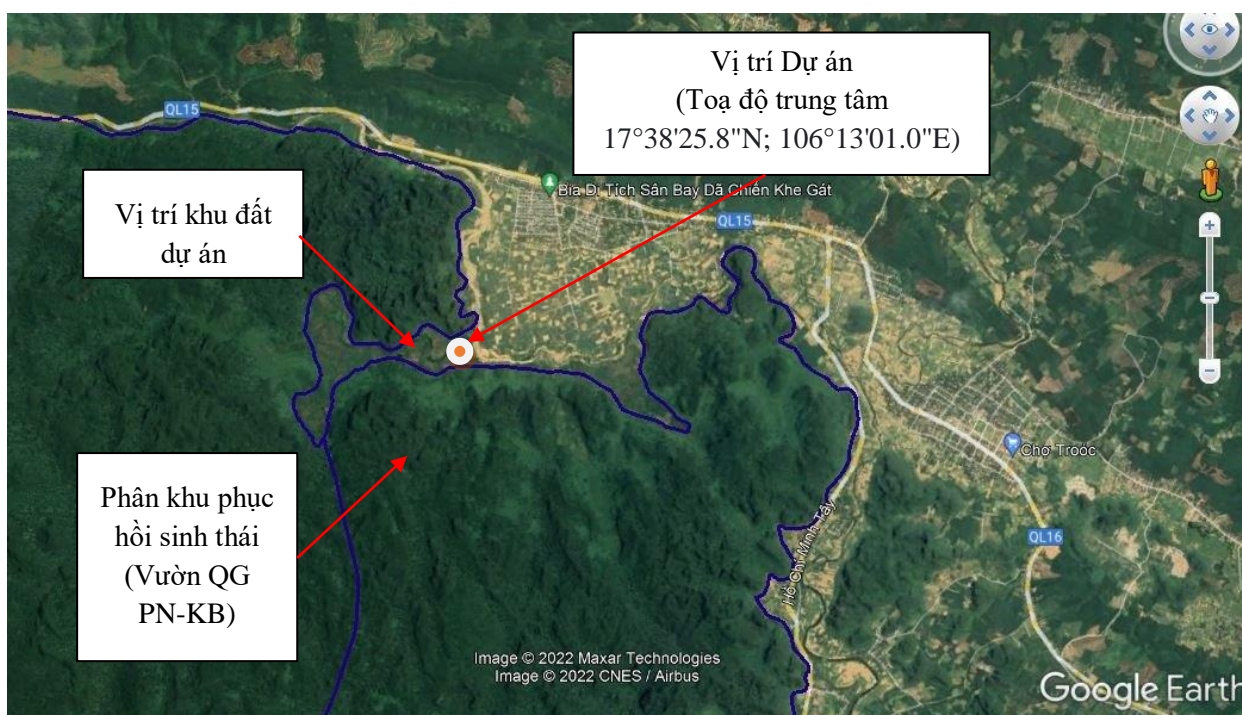 Vị trí Dự án
(Toạ độ trung tâm
17°38'25.8"N; 106°13'01.0"E)
QL15
Bia Di Tích Sân Bay Dã Chiến Khe Gát
QL15
Vị trí khu đất
dự án
Chợ Troóc
Phân khu phục
hồi sinh thái
(Vườn QG
PN-KB)
QL16
Hồ Chí Minh Tây
Image © 2022 Maxar Technologies
Image © 2022 CNES / Airbus
Google Earth